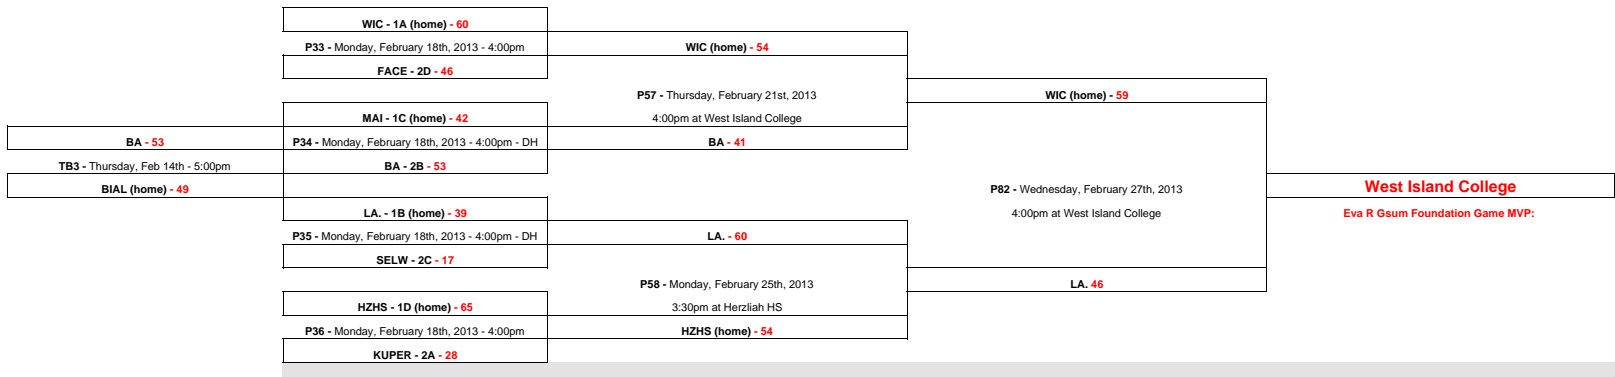 WIC - 1A (home) - 60
P33 - Monday, February 18th, 2013 - 4:00pm
WIC (home) - 54
FACE - 2D - 46
P57 - Thursday, February 21st, 2013
WIC (home) - 59
MAI - 1C (home) - 42
4:00pm at West Island College
BA - 53
P34 - Monday, February 18th, 2013 - 4:00pm - DH
BA - 41
TB3 - Thursday, Feb 14th - 5:00pm
BA - 2B - 53
BIAL (home) - 49
P82 - Wednesday, February 27th, 2013
West Island College
LA. - 1B (home) - 39
4:00pm at West Island College
Eva R Gsum Foundation Game MVP:
P35 - Monday, February 18th, 2013 - 4:00pm - DH
LA. - 60
SELW - 2C - 17
P58 - Monday, February 25th, 2013
LA. 46
HZHS - 1D (home) - 65
3:30pm at Herzliah HS
P36 - Monday, February 18th, 2013 - 4:00pm
HZHS (home) - 54
KUPER - 2A - 28